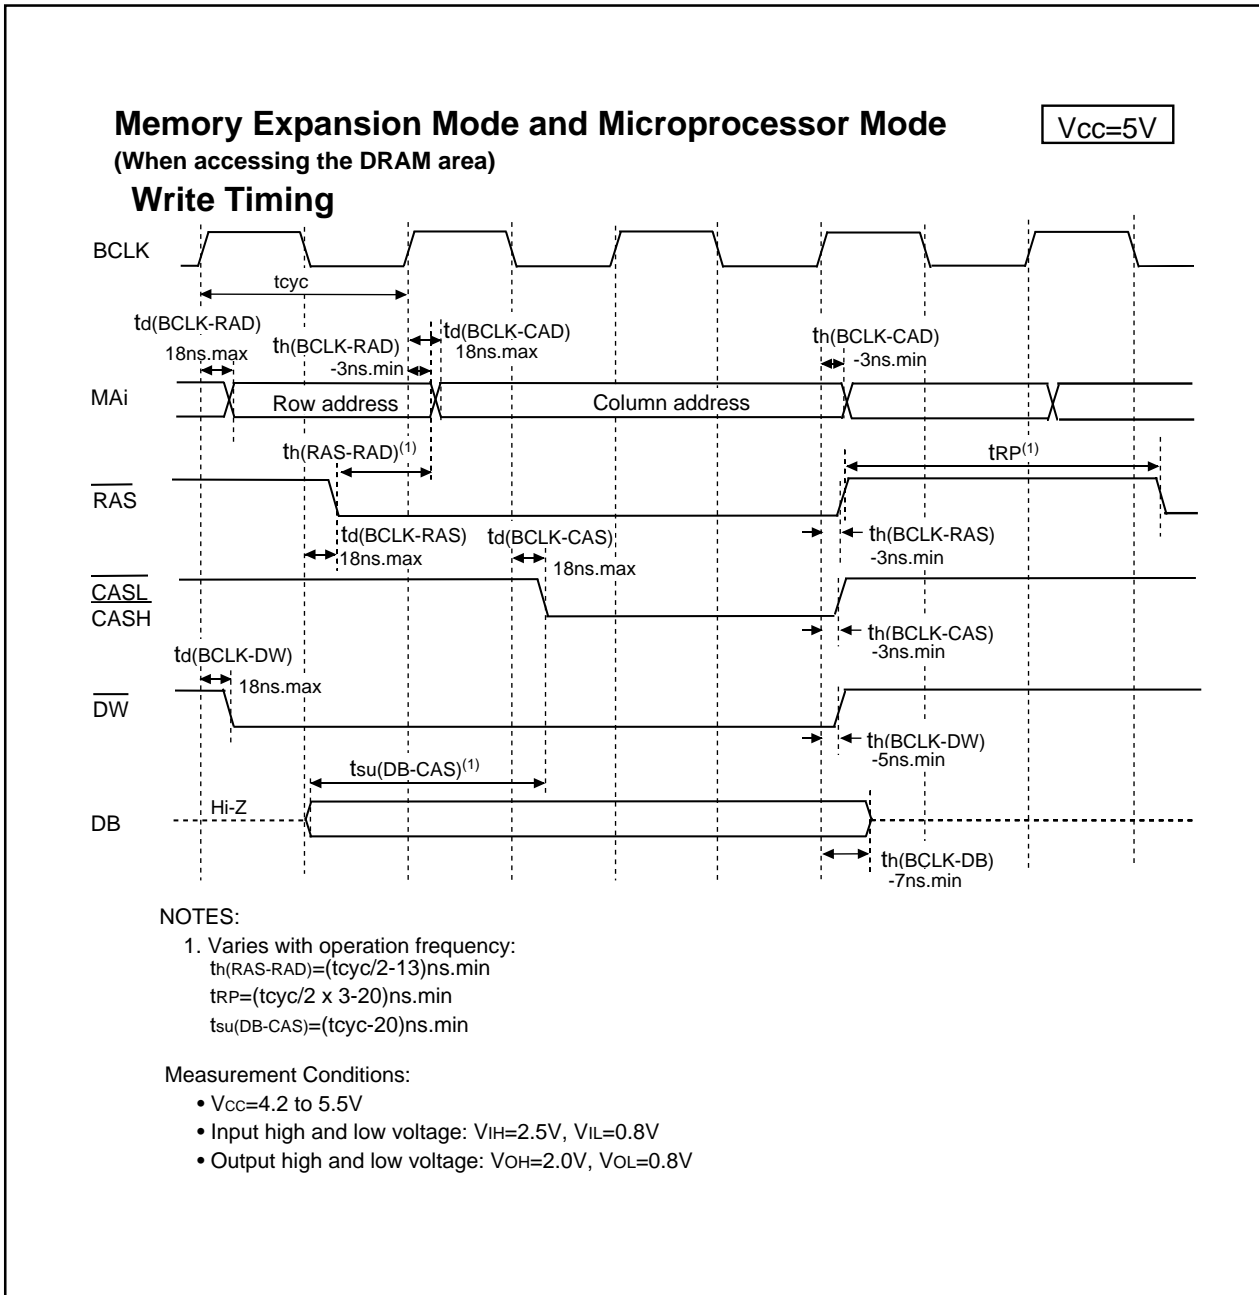 Memory Expansion Mode and Microprocessor Mode
Vcc=5V
(When accessing the DRAM area)
Write Timing
BCLK
tcyc
td(BCLK-RAD)
18ns.max
th(BCLK-RAD)
-3ns.min
td(BCLK-CAD)
18ns.max
th(BCLK-CAD)
-3ns.min
MAi
Row address
Column address
th(RAS-RAD)(1)
tRP(1)
RAS
td(BCLK-RAS)
18ns.max
td(BCLK-CAS)
18ns.max
th(BCLK-RAS)
-3ns.min
CASL
CASH
th(BCLK-CAS)
-3ns.min
td(BCLK-DW)
18ns.max
DW
th(BCLK-DW)
-5ns.min
tsu(DB-CAS)(1)
Hi-Z
DB
th(BCLK-DB)
-7ns.min
NOTES:
1. Varies with operation frequency:
th(RAS-RAD)=(tcyc/2-13)ns.min
tRP=(tcyc/2 x 3-20)ns.min
tsu(DB-CAS)=(tcyc-20)ns.min
Measurement Conditions:
• VCC=4.2 to 5.5V
• Input high and low voltage: VIH=2.5V, VIL=0.8V
• Output high and low voltage: VOH=2.0V, VOL=0.8V